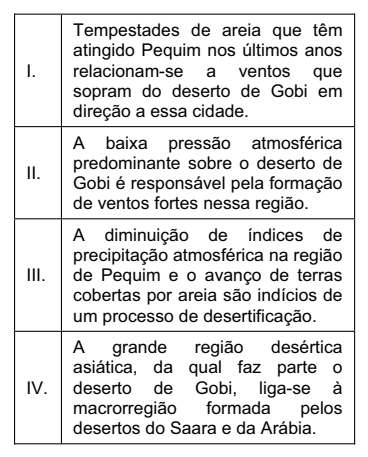 I.
Tempestades de areia que têm
atingido Pequim nos últimos anos
relacionam-se a ventos que
sopram do deserto de Gobi em
direção a essa cidade.
II.
A baixa pressão atmosférica
predominante sobre o deserto de
Gobi é responsável pela formação
de ventos fortes nessa região.
III.
A diminuição de índices de
precipitação atmosférica na região
de Pequim e o avanço de terras
cobertas por areia são indícios de
um processo de desertificação.
IV.
A grande região desértica
asiática, da qual faz parte o
deserto de Gobi, liga-se à
macrorregião formada pelos
desertos do Saara e da Arábia.